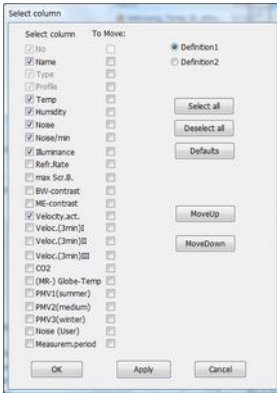 Select column
Select column To Move:
No
Name
Type
Profile
Temp
Humidity
Noise
Noise/min
Illuminance
Refr.Rate
max Scr.B.
BW-contrast
ME-contrast
Velocity.act.
Veloc.(3min)I
Veloc.(3min)II
Veloc.(3min)III
CO2
(MR-) Globe-Temp
PMV1(summer)
PMV2(medium)
PMV3(winter)
Noise (User)
Measurem.period
Definition1
Definition2
Select all
Deselect all
Defaults
MoveUp
MoveDown
OK Apply Cancel